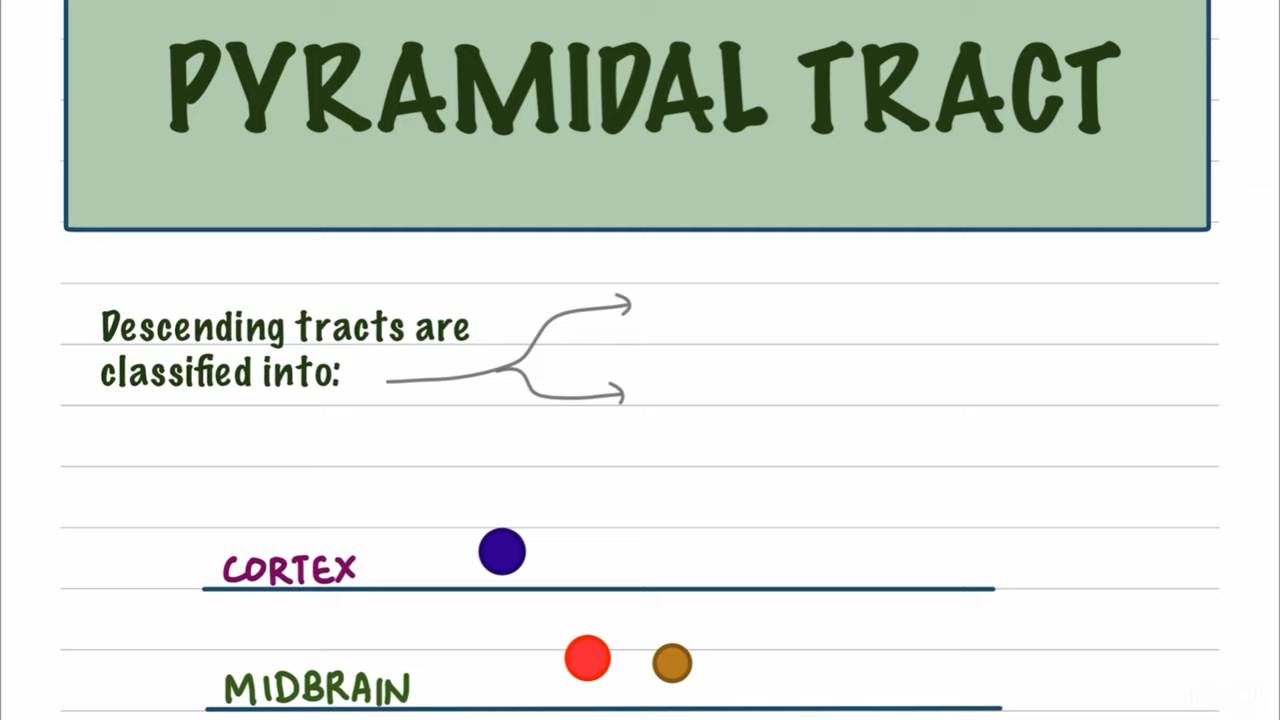 PYRAMIDAL TRACT
Descending tracts are
classified into:
CORTEX
MIDBRAIN